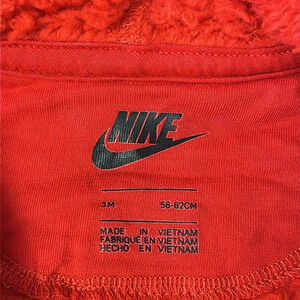 NIKE
3M 56-62CM
MADE IN VIETNAM
FABRIQUÉ EN VIETNAM
HECHO EN VIETNAM